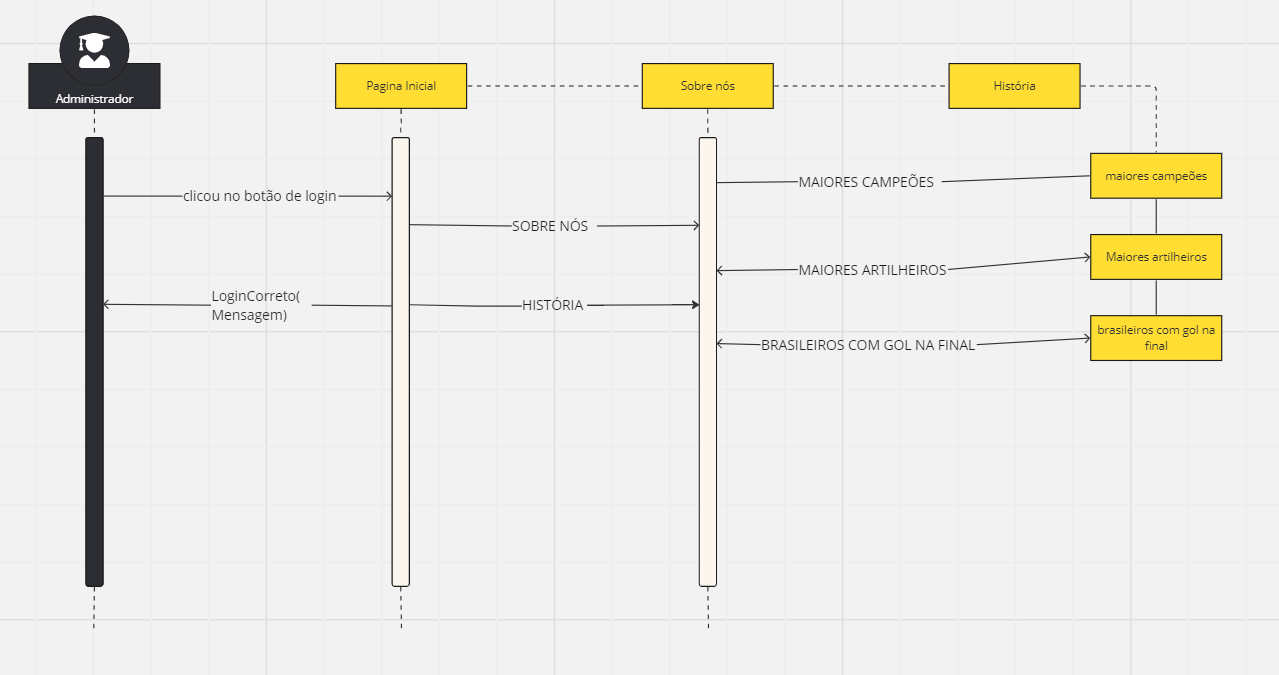 Administrador
Pagina Inicial
Sobre nós
História
maiores campeões
MAIORES CAMPEÕES
clicou no botão de login
SOBRE NÓS
Maiores artilheiros
MAIORES ARTILHEIROS
LoginCorreto(
Mensagem)
HISTÓRIA
brasileiros com gol na
final
BRASILEIROS COM GOL NA FINAL